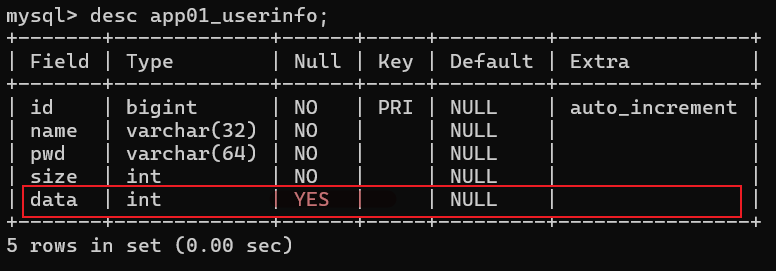 mysql> desc app01_userinfo;
+-------+-------------+------+-----+---------+----------------+
| Field | Type        | Null | Key | Default | Extra          |
+-------+-------------+------+-----+---------+----------------+
| id    | bigint      | NO   | PRI | NULL    | auto_increment |
| name  | varchar(32) | NO   |     | NULL    |                |
| pwd   | varchar(64) | NO   |     | NULL    |                |
| size  | int         | NO   |     | NULL    |                |
| data  | int         | YES  |     | NULL    |                |
+-------+-------------+------+-----+---------+----------------+
5 rows in set (0.00 sec)